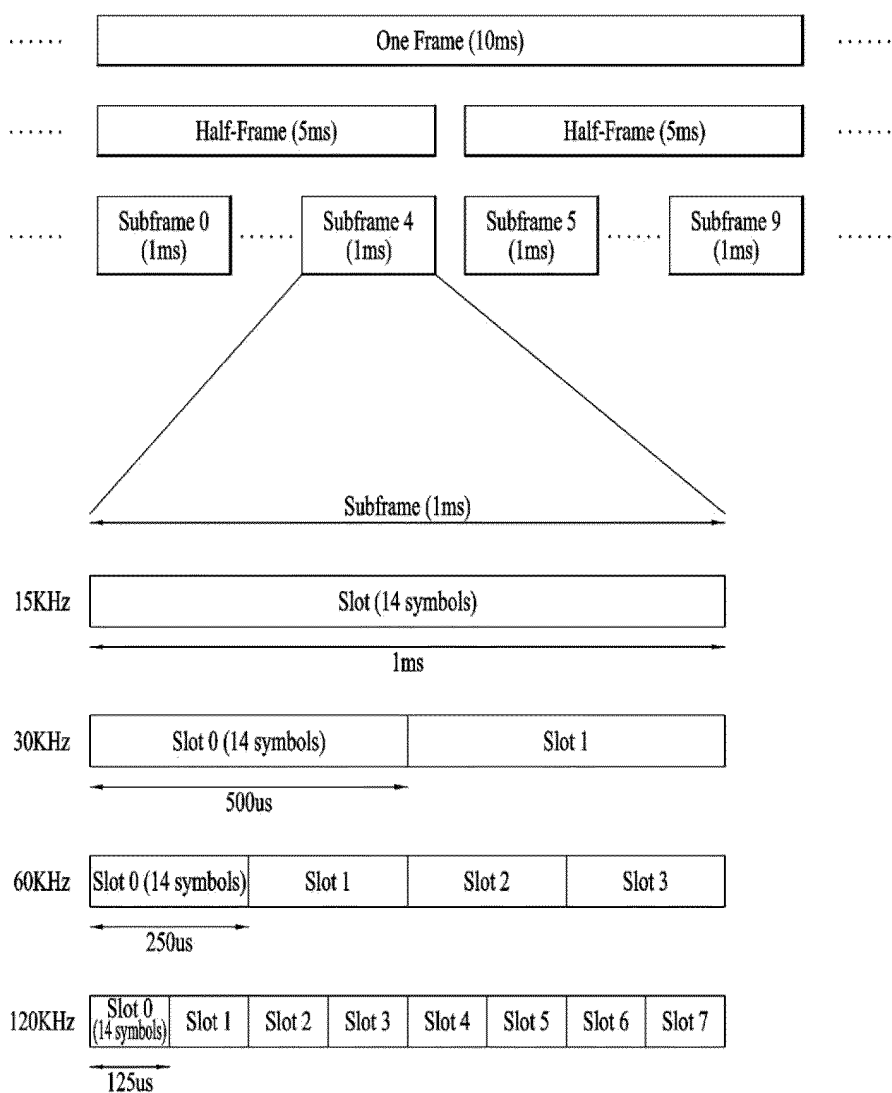 ...... One Frame (10ms) ......
...... Half-Frame (5ms) Half-Frame (5ms) ......
...... Subframe 0 (1ms) ...... Subframe 4 (1ms) Subframe 5 (1ms) ...... Subframe 9 (1ms) ......
Subframe (1ms)
15KHz Slot (14 symbols)
1ms
30KHz Slot 0 (14 symbols) Slot 1
500us
60KHz Slot 0 (14 symbols) Slot 1 Slot 2 Slot 3
250us
120KHz Slot 0 (14 symbols) Slot 1 Slot 2 Slot 3 Slot 4 Slot 5 Slot 6 Slot 7
125us